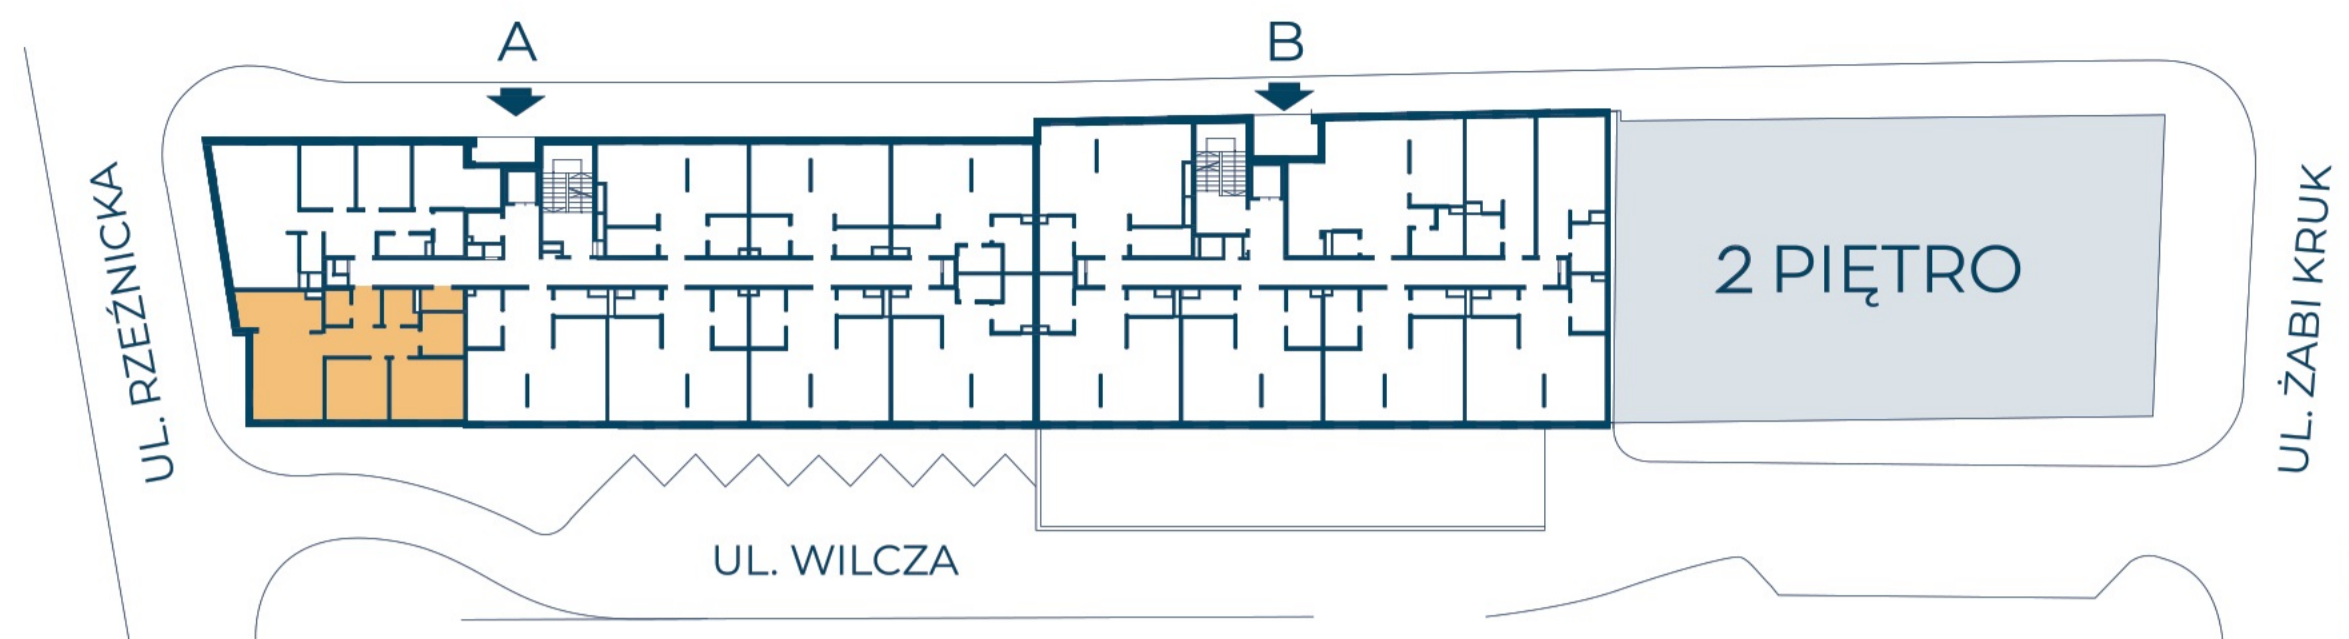 A
B
UL. RZEŹNICKA
2 PIĘTRO
UL. ŻABI KRUK
UL. WILCZA